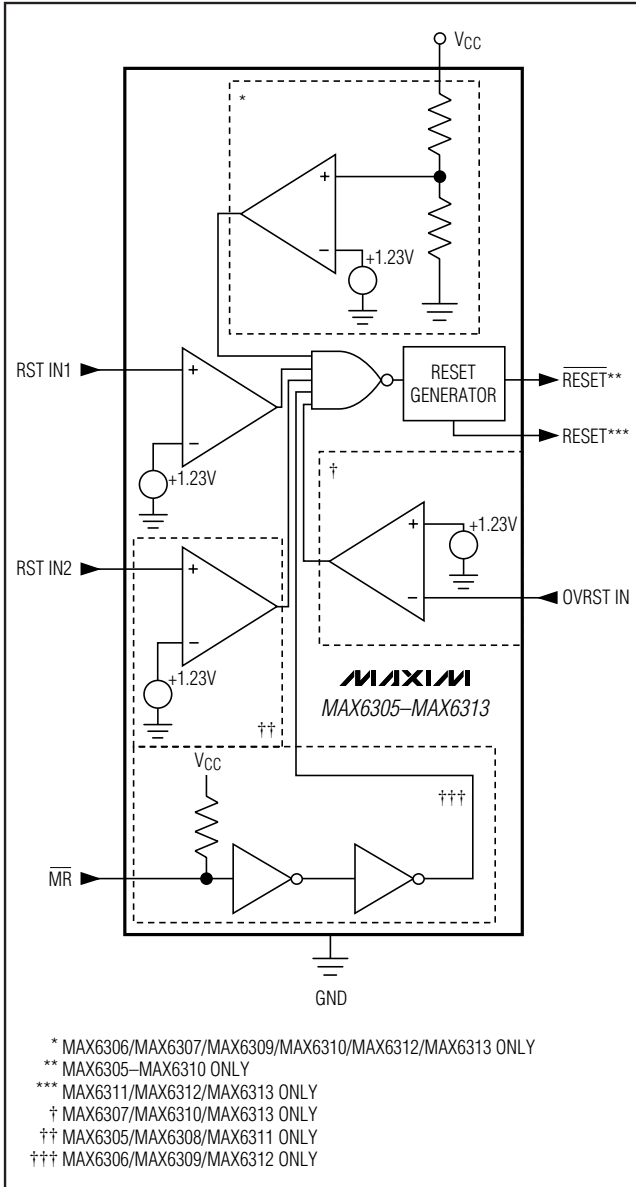 VCC
*
+
−
+1.23V
RST IN1
+
−
+1.23V
RESET
GENERATOR
RESET**
RESET***
†
+
−
+1.23V
OVRST IN
RST IN2
+
−
+1.23V
††
MAXIM
MAX6305–MAX6313
VCC
†††
MR
GND
* MAX6306/MAX6307/MAX6309/MAX6310/MAX6312/MAX6313 ONLY
** MAX6305–MAX6310 ONLY
*** MAX6311/MAX6312/MAX6313 ONLY
† MAX6307/MAX6310/MAX6313 ONLY
†† MAX6305/MAX6308/MAX6311 ONLY
††† MAX6306/MAX6309/MAX6312 ONLY